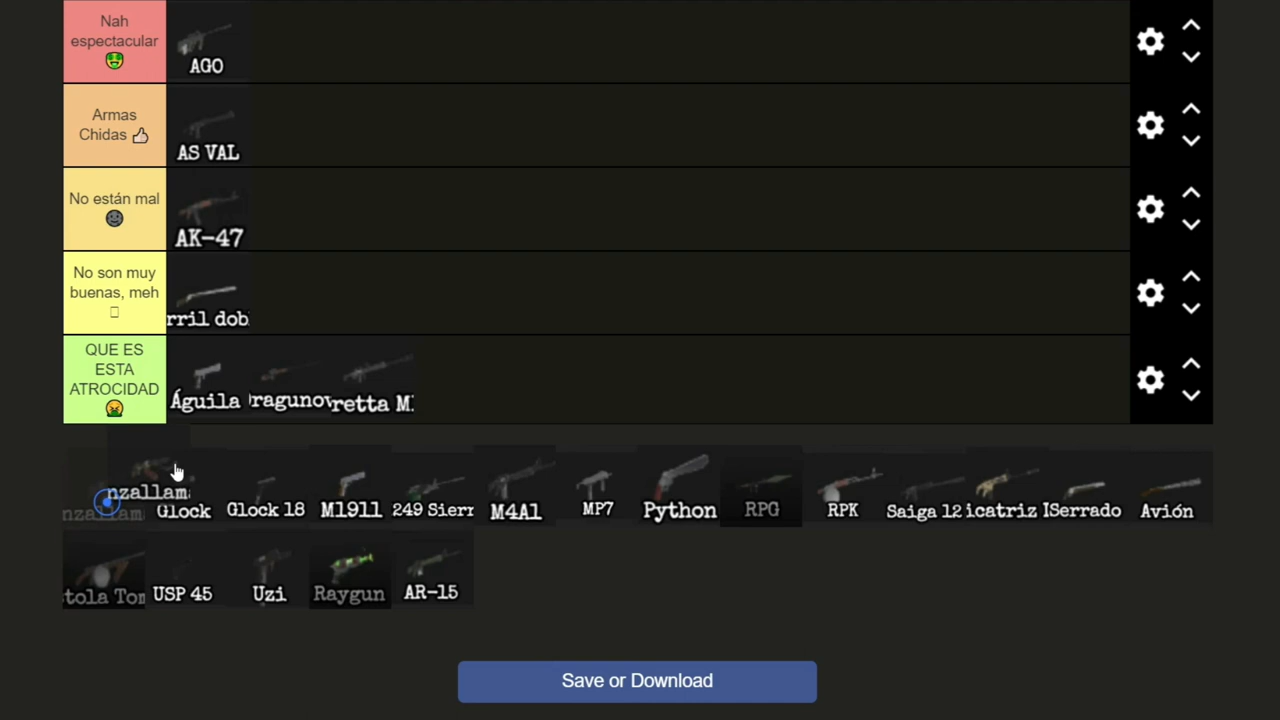 Nah
espectacular
🤑
AGO
Armas
Chidas 👍
AS VAL
No están mal
AK-47
No son muy
buenas, meh
rril dob
QUE ES
ESTA
ATROCIDAD
🤮
Águila
ragunov
retta M
nzallam
Glock
Glock 18
M1911
249 Sierr
M4A1
MP7
Python
RPG
RPK
Saiga 12
icatriz
Serrado
Avión
stola Tom
USP 45
Uzi
Raygun
AR-15
Save or Download